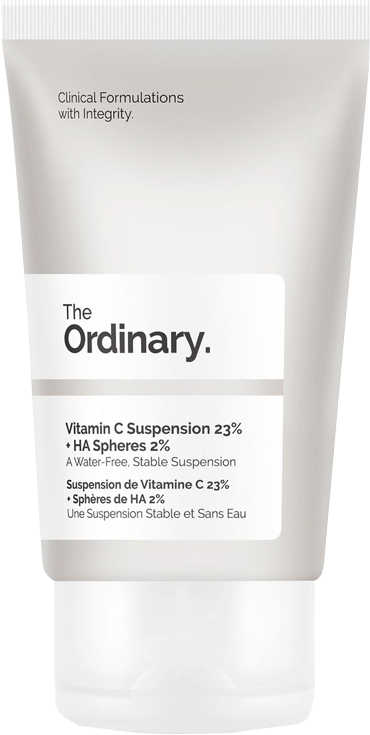 Clinical Formulations
with Integrity.
The
Ordinary.
Vitamin C Suspension 23%
+ HA Spheres 2%
A Water-Free, Stable Suspension
Suspension de Vitamine C 23%
+ Sphères de HA 2%
Une Suspension Stable et Sans Eau